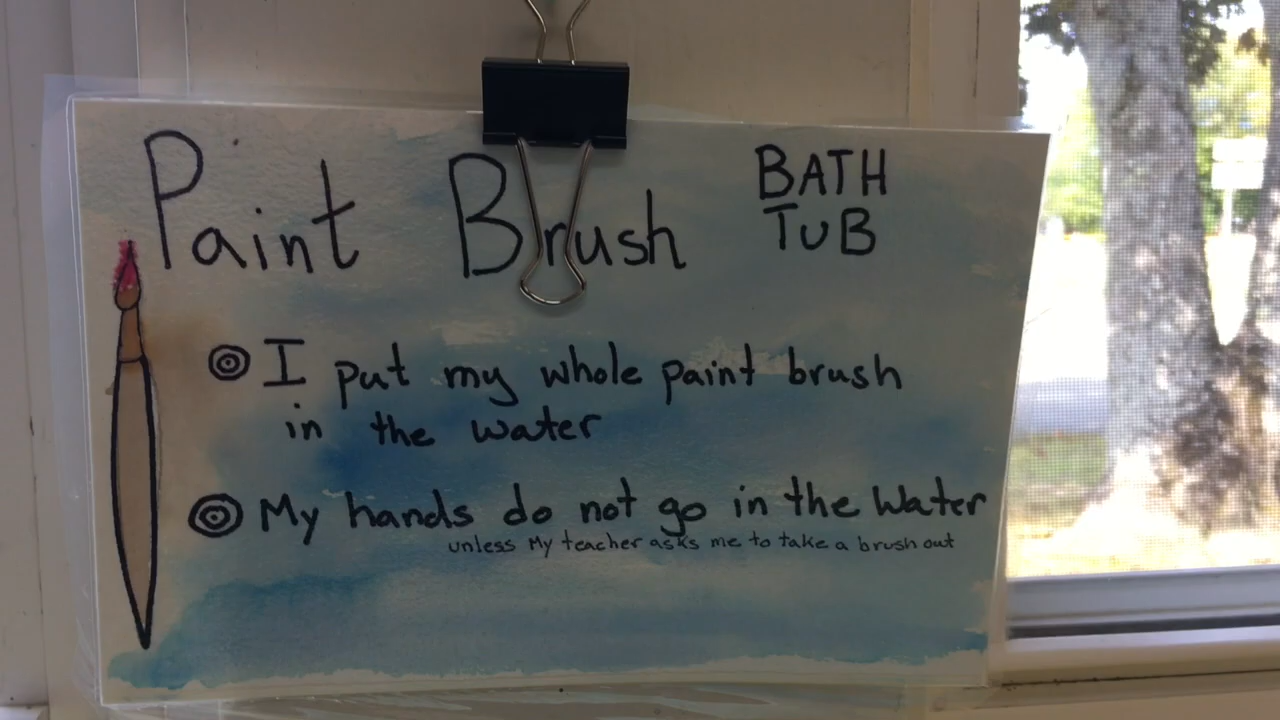 Paint Brush BATH TUB
I put my whole paint brush
in the water
My hands do not go in the water
unless My teacher asks me to take a brush out